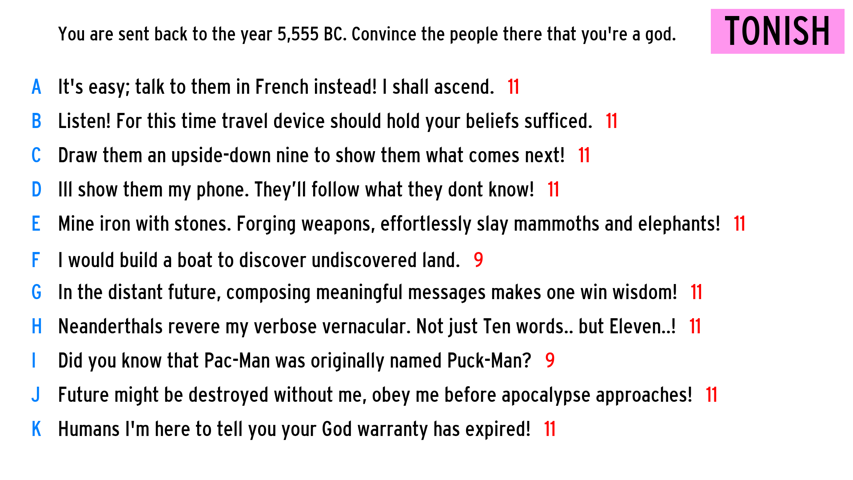 You are sent back to the year 5,555 BC. Convince the people there that you're a god.
TONISH
A It's easy; talk to them in French instead! I shall ascend. 11
B Listen! For this time travel device should hold your beliefs sufficed. 11
C Draw them an upside-down nine to show them what comes next! 11
D Ill show them my phone. They’ll follow what they dont know! 11
E Mine iron with stones. Forging weapons, effortlessly slay mammoths and elephants! 11
F I would build a boat to discover undiscovered land. 9
G In the distant future, composing meaningful messages makes one win wisdom! 11
H Neanderthals revere my verbose vernacular. Not just Ten words.. but Eleven..! 11
I Did you know that Pac-Man was originally named Puck-Man? 9
J Future might be destroyed without me, obey me before apocalypse approaches! 11
K Humans I'm here to tell you your God warranty has expired! 11